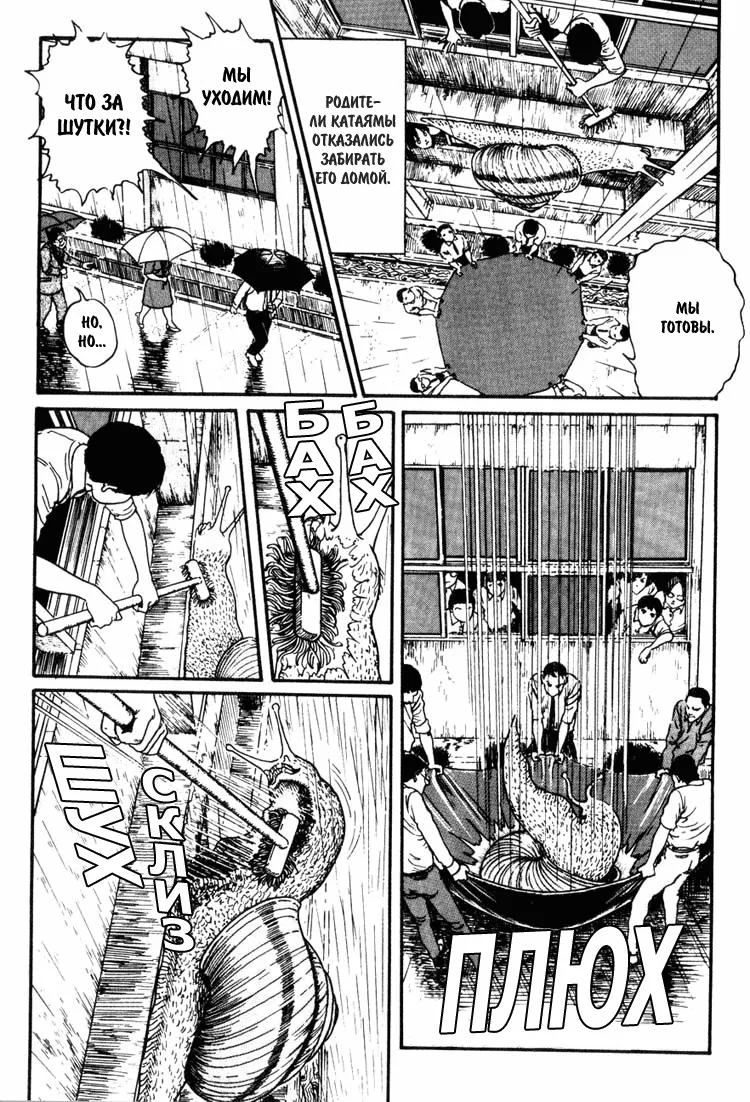 МЫ
УХОДИМ!
ЧТО ЗА
ШУТКИ?!
НО,
НО...
РОДИТЕ-
ЛИ КАТАЯМЫ
ОТКАЗАЛИСЬ
ЗАБИРАТЬ
ЕГО ДОМОЙ.
МЫ
ГОТОВЫ.
БАХ
БАХ
ШУХ
СКЛИЗ
ПЛЮХ